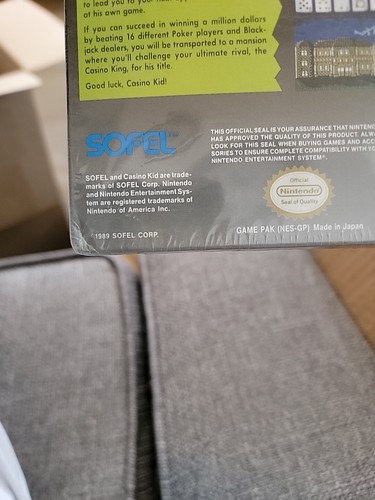 to lead you to your next
at his own game.
If you can succeed in winning a million dollars
by beating 16 different Poker players and Black-
jack dealers, you will be transported to a mansion
where you'll challenge your ultimate rival, the
Casino King, for his title.
Good luck, Casino Kid!
SOFEL™
THIS OFFICIAL SEAL IS YOUR ASSURANCE THAT NINTEN
HAS APPROVED THE QUALITY OF THIS PRODUCT. ALW
LOOK FOR THIS SEAL WHEN BUYING GAMES AND ACC
SORIES TO ENSURE COMPLETE COMPATIBILITY WITH YO
NINTENDO ENTERTAINMENT SYSTEM®.
SOFEL and Casino Kid are trade-
marks of SOFEL Corp. Nintendo
and Nintendo Entertainment Sys-
tem are registered trademarks of
Nintendo of America Inc.
Official
Nintendo
Seal of Quality
© 1989 SOFEL CORP.
GAME PAK (NES-GP) Made in Japan